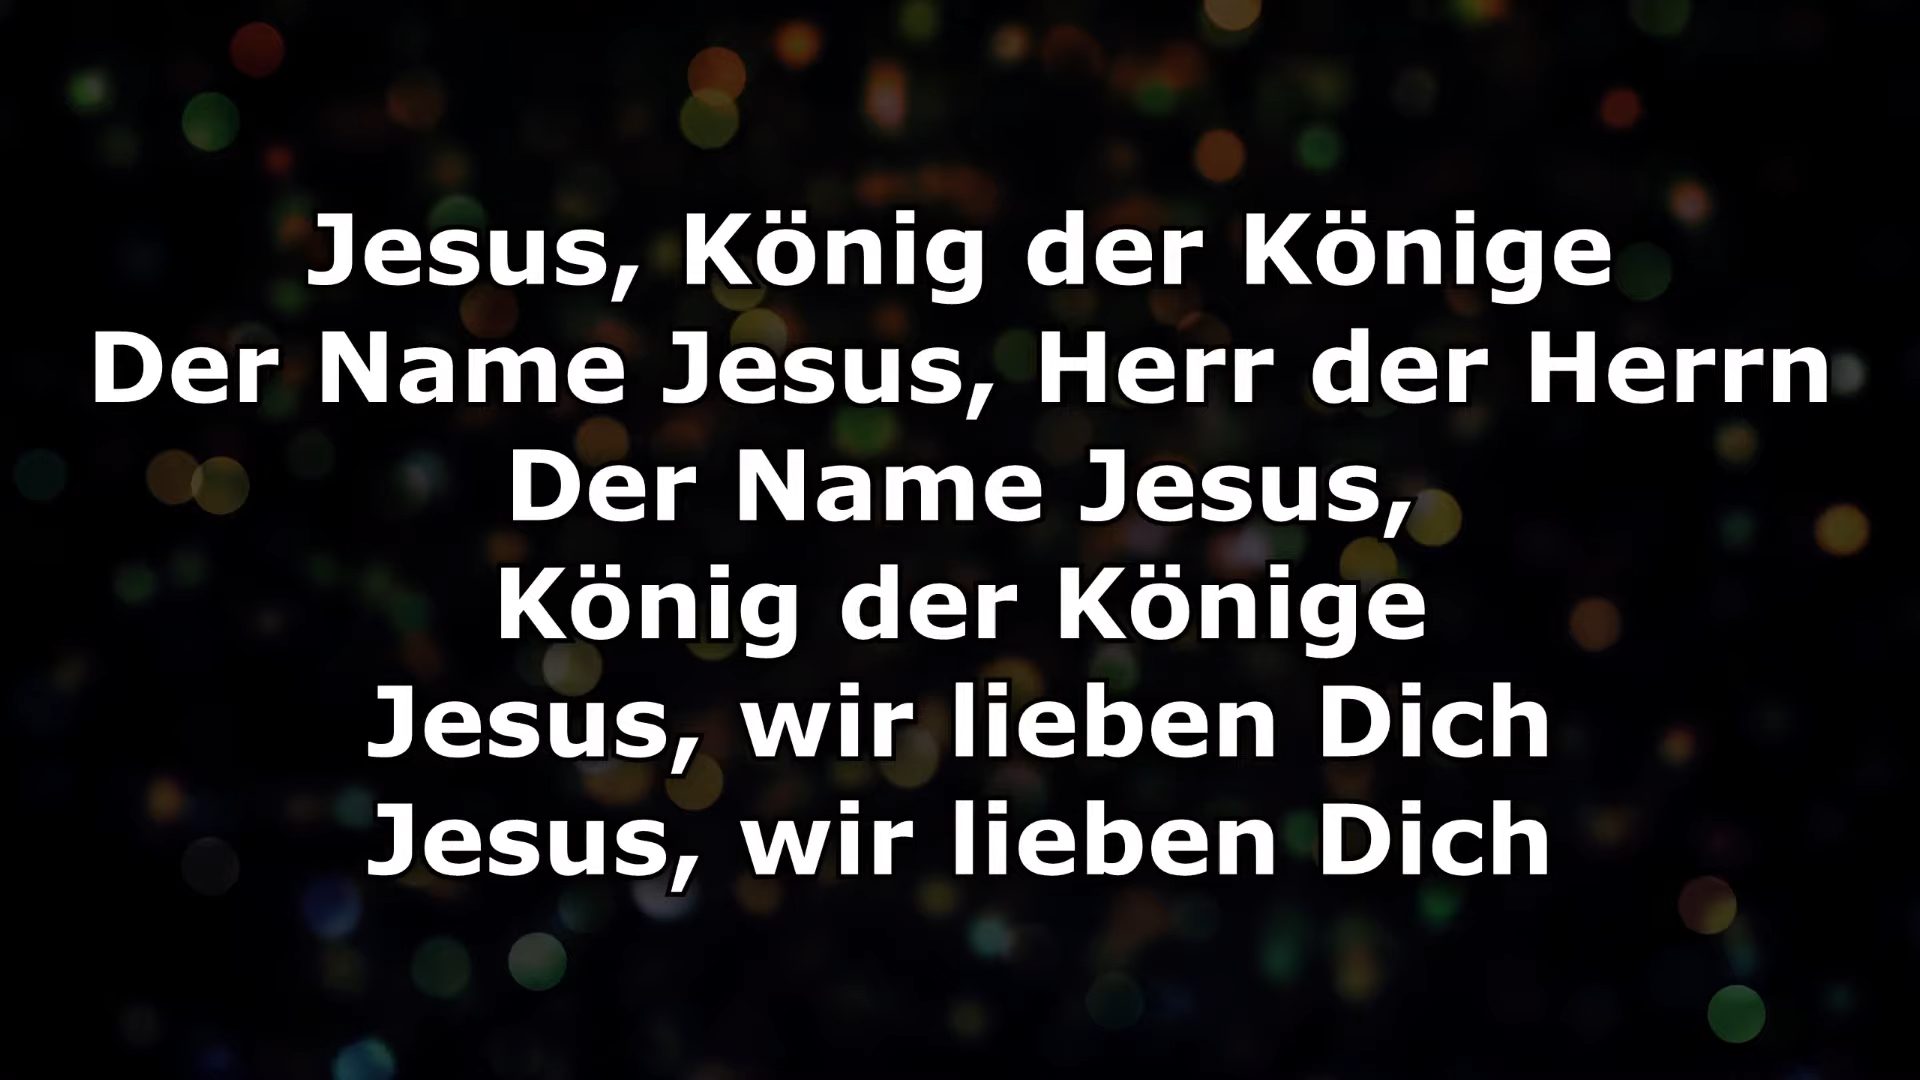 Jesus, König der Könige
Der Name Jesus, Herr der Herrn
Der Name Jesus,
König der Könige
Jesus, wir lieben Dich
Jesus, wir lieben Dich